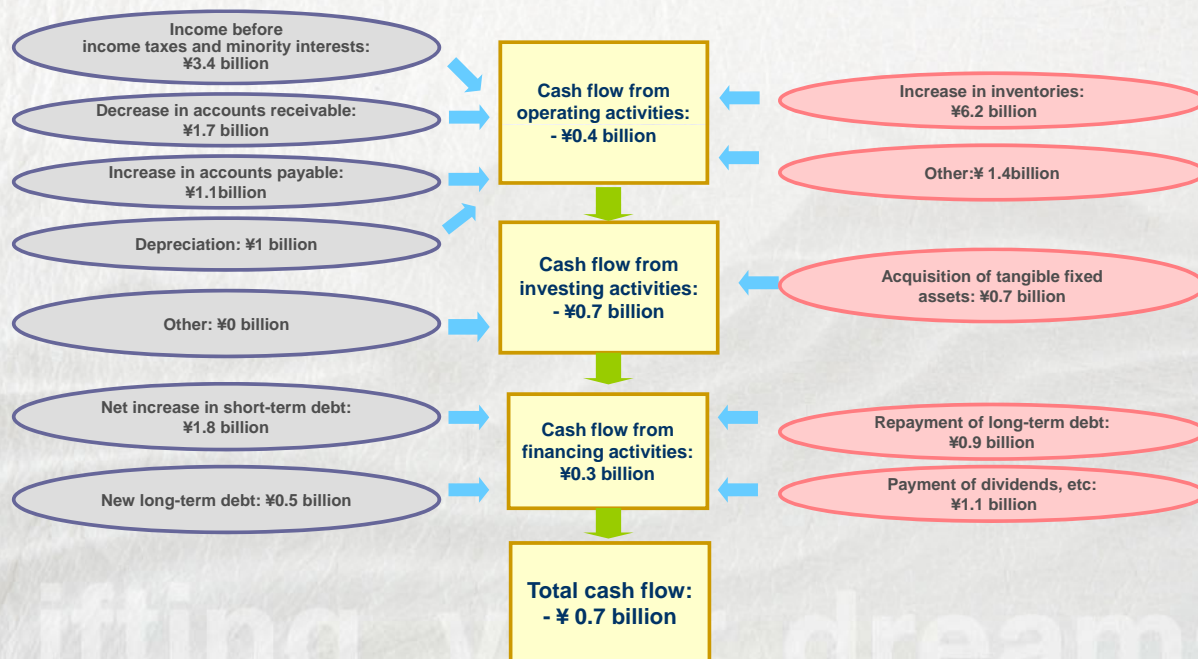 Income before
income taxes and minority interests:
¥3.4 billion
Decrease in accounts receivable:
¥1.7 billion
Increase in accounts payable:
¥1.1billion
Depreciation: ¥1 billion
Other: ¥0 billion
Net increase in short-term debt:
¥1.8 billion
New long-term debt: ¥0.5 billion
Cash flow from
operating activities:
- ¥0.4 billion
Cash flow from
investing activities:
- ¥0.7 billion
Cash flow from
financing activities:
¥0.3 billion
Total cash flow:
- ¥ 0.7 billion
Increase in inventories:
¥6.2 billion
Other:¥ 1.4billion
Acquisition of tangible fixed
assets: ¥0.7 billion
Repayment of long-term debt:
¥0.9 billion
Payment of dividends, etc:
¥1.1 billion